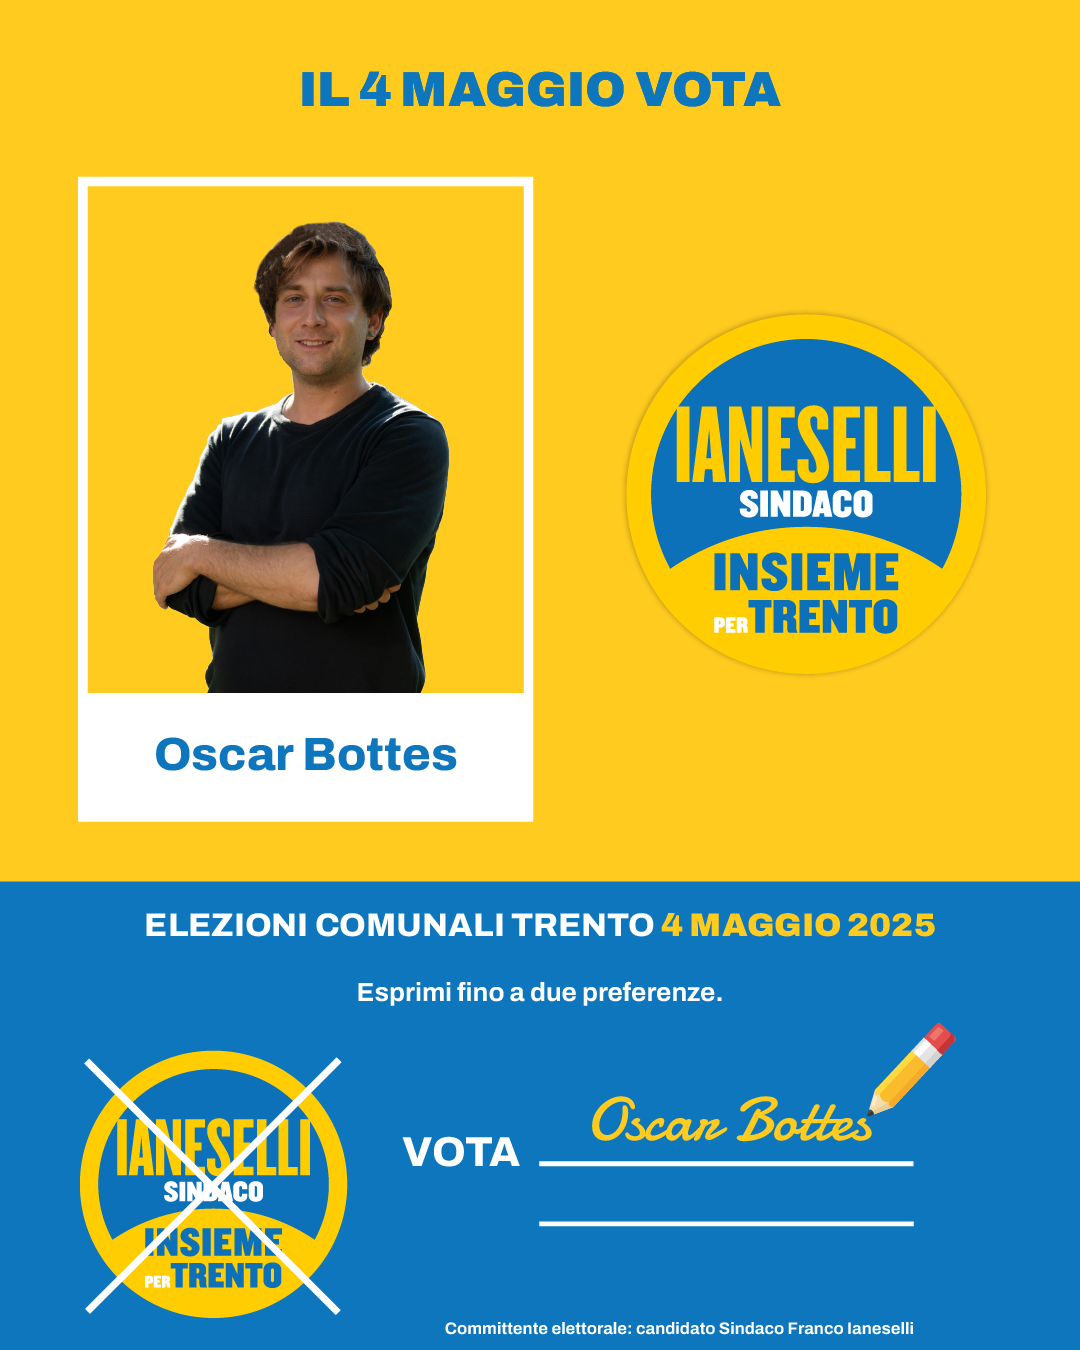 IL 4 MAGGIO VOTA
IANESELLI
SINDACO
INSIEME
PER TRENTO
Oscar Bottes
ELEZIONI COMUNALI TRENTO 4 MAGGIO 2025
Esprimi fino a due preferenze.
IANESELLI
SINDACO
INSIEME
PER TRENTO
VOTA Oscar Bottes
Committente elettorale: candidato Sindaco Franco Ianeselli